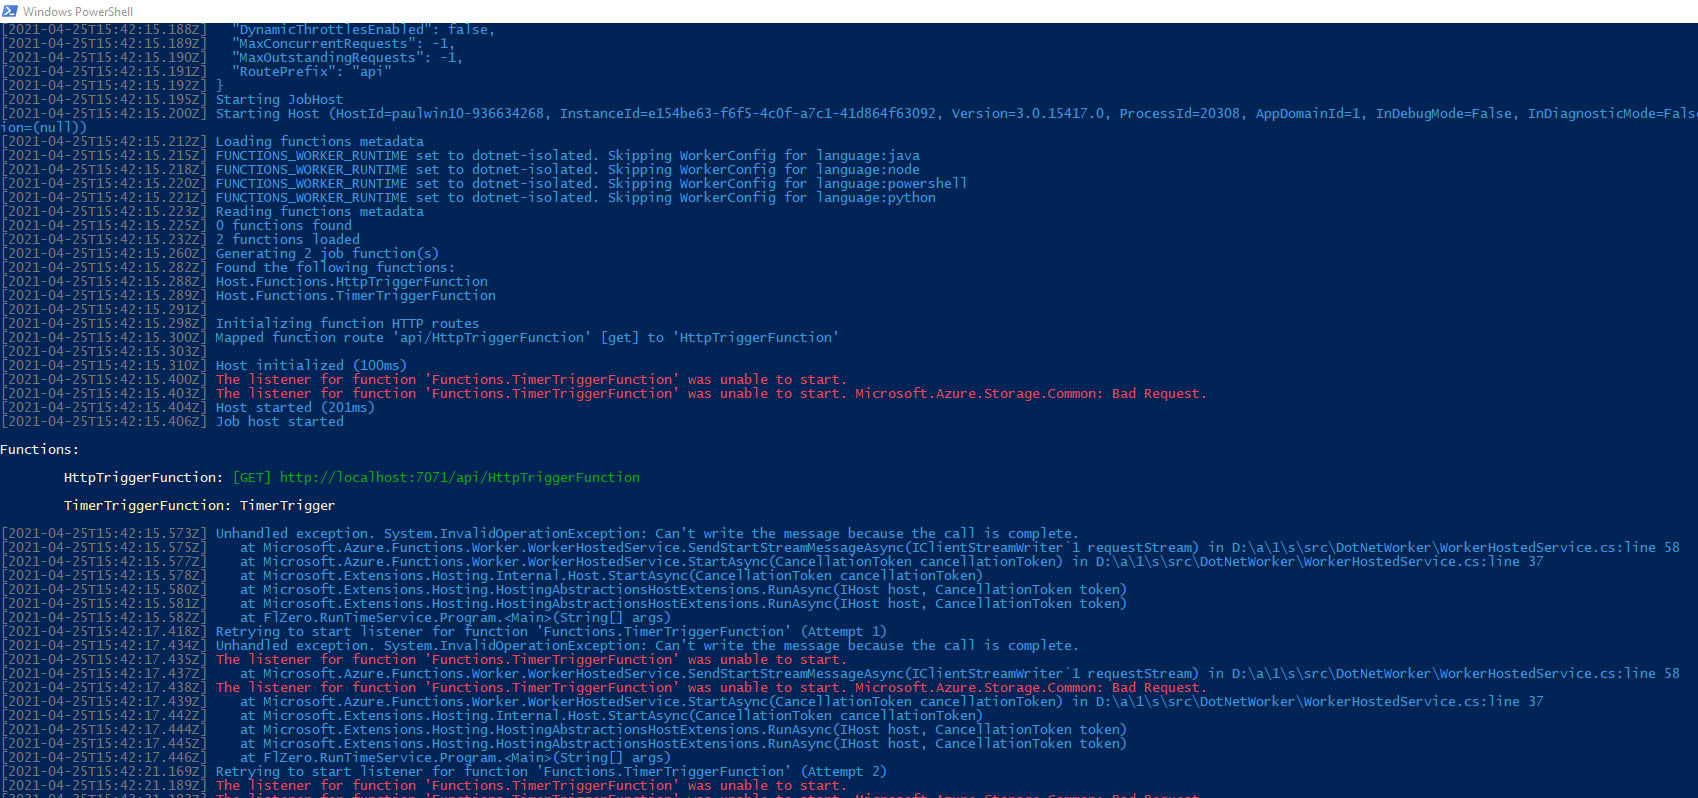 Windows PowerShell
[2021-04-25T15:42:15.188Z]   "DynamicThrottlesEnabled": false,
[2021-04-25T15:42:15.189Z]   "MaxConcurrentRequests": -1,
[2021-04-25T15:42:15.190Z]   "MaxOutstandingRequests": -1,
[2021-04-25T15:42:15.191Z]   "RoutePrefix": "api"
[2021-04-25T15:42:15.192Z] }
[2021-04-25T15:42:15.195Z] Starting JobHost
[2021-04-25T15:42:15.200Z] Starting Host (HostId=paulwin10-936634268, InstanceId=e154be63-f6f5-4c0f-a7c1-41d864f63092, Version=3.0.15417.0, ProcessId=20308, AppDomainId=1, InDebugMode=False, InDiagnosticMode=Fals
ion=(null))
[2021-04-25T15:42:15.212Z] Loading functions metadata
[2021-04-25T15:42:15.215Z] FUNCTIONS_WORKER_RUNTIME set to dotnet-isolated. Skipping WorkerConfig for language:java
[2021-04-25T15:42:15.218Z] FUNCTIONS_WORKER_RUNTIME set to dotnet-isolated. Skipping WorkerConfig for language:node
[2021-04-25T15:42:15.220Z] FUNCTIONS_WORKER_RUNTIME set to dotnet-isolated. Skipping WorkerConfig for language:powershell
[2021-04-25T15:42:15.221Z] FUNCTIONS_WORKER_RUNTIME set to dotnet-isolated. Skipping WorkerConfig for language:python
[2021-04-25T15:42:15.223Z] Reading functions metadata
[2021-04-25T15:42:15.225Z] 0 functions found
[2021-04-25T15:42:15.232Z] 2 functions loaded
[2021-04-25T15:42:15.260Z] Generating 2 job function(s)
[2021-04-25T15:42:15.282Z] Found the following functions:
[2021-04-25T15:42:15.288Z] Host.Functions.HttpTriggerFunction
[2021-04-25T15:42:15.289Z] Host.Functions.TimerTriggerFunction
[2021-04-25T15:42:15.291Z]
[2021-04-25T15:42:15.298Z] Initializing function HTTP routes
[2021-04-25T15:42:15.300Z] Mapped function route 'api/HttpTriggerFunction' [get] to 'HttpTriggerFunction'
[2021-04-25T15:42:15.303Z]
[2021-04-25T15:42:15.310Z] Host initialized (100ms)
[2021-04-25T15:42:15.400Z] The listener for function 'Functions.TimerTriggerFunction' was unable to start.
[2021-04-25T15:42:15.403Z] The listener for function 'Functions.TimerTriggerFunction' was unable to start. Microsoft.Azure.Storage.Common: Bad Request.
[2021-04-25T15:42:15.404Z] Host started (201ms)
[2021-04-25T15:42:15.406Z] Job host started
Functions:
HttpTriggerFunction: [GET] http://localhost:7071/api/HttpTriggerFunction
TimerTriggerFunction: TimerTrigger
[2021-04-25T15:42:15.573Z] Unhandled exception. System.InvalidOperationException: Can't write the message because the call is complete.
[2021-04-25T15:42:15.575Z]    at Microsoft.Azure.Functions.Worker.WorkerHostedService.SendStartStreamMessageAsync(IClientStreamWriter`1 requestStream) in D:\a\1\s\src\DotNetWorker\WorkerHostedService.cs:line 58
[2021-04-25T15:42:15.577Z]    at Microsoft.Azure.Functions.Worker.WorkerHostedService.StartAsync(CancellationToken cancellationToken) in D:\a\1\s\src\DotNetWorker\WorkerHostedService.cs:line 37
[2021-04-25T15:42:15.578Z]    at Microsoft.Extensions.Hosting.Internal.Host.StartAsync(CancellationToken cancellationToken)
[2021-04-25T15:42:15.580Z]    at Microsoft.Extensions.Hosting.HostingAbstractionsHostExtensions.RunAsync(IHost host, CancellationToken token)
[2021-04-25T15:42:15.581Z]    at Microsoft.Extensions.Hosting.HostingAbstractionsHostExtensions.RunAsync(IHost host, CancellationToken token)
[2021-04-25T15:42:15.582Z]    at FlZero.RunTimeService.Program.<Main>(String[] args)
[2021-04-25T15:42:17.418Z] Retrying to start listener for function 'Functions.TimerTriggerFunction' (Attempt 1)
[2021-04-25T15:42:17.434Z] Unhandled exception. System.InvalidOperationException: Can't write the message because the call is complete.
[2021-04-25T15:42:17.435Z] The listener for function 'Functions.TimerTriggerFunction' was unable to start.
[2021-04-25T15:42:17.437Z]    at Microsoft.Azure.Functions.Worker.WorkerHostedService.SendStartStreamMessageAsync(IClientStreamWriter`1 requestStream) in D:\a\1\s\src\DotNetWorker\WorkerHostedService.cs:line 58
[2021-04-25T15:42:17.438Z] The listener for function 'Functions.TimerTriggerFunction' was unable to start. Microsoft.Azure.Storage.Common: Bad Request.
[2021-04-25T15:42:17.439Z]    at Microsoft.Azure.Functions.Worker.WorkerHostedService.StartAsync(CancellationToken cancellationToken) in D:\a\1\s\src\DotNetWorker\WorkerHostedService.cs:line 37
[2021-04-25T15:42:17.442Z]    at Microsoft.Extensions.Hosting.Internal.Host.StartAsync(CancellationToken cancellationToken)
[2021-04-25T15:42:17.444Z]    at Microsoft.Extensions.Hosting.HostingAbstractionsHostExtensions.RunAsync(IHost host, CancellationToken token)
[2021-04-25T15:42:17.445Z]    at Microsoft.Extensions.Hosting.HostingAbstractionsHostExtensions.RunAsync(IHost host, CancellationToken token)
[2021-04-25T15:42:17.446Z]    at FlZero.RunTimeService.Program.<Main>(String[] args)
[2021-04-25T15:42:21.169Z] Retrying to start listener for function 'Functions.TimerTriggerFunction' (Attempt 2)
[2021-04-25T15:42:21.189Z] The listener for function 'Functions.TimerTriggerFunction' was unable to start.
The listener for function 'Functions.TimerTriggerFunction' was unable to start. Microsoft.Azure.Storage.Common: Bad Request.